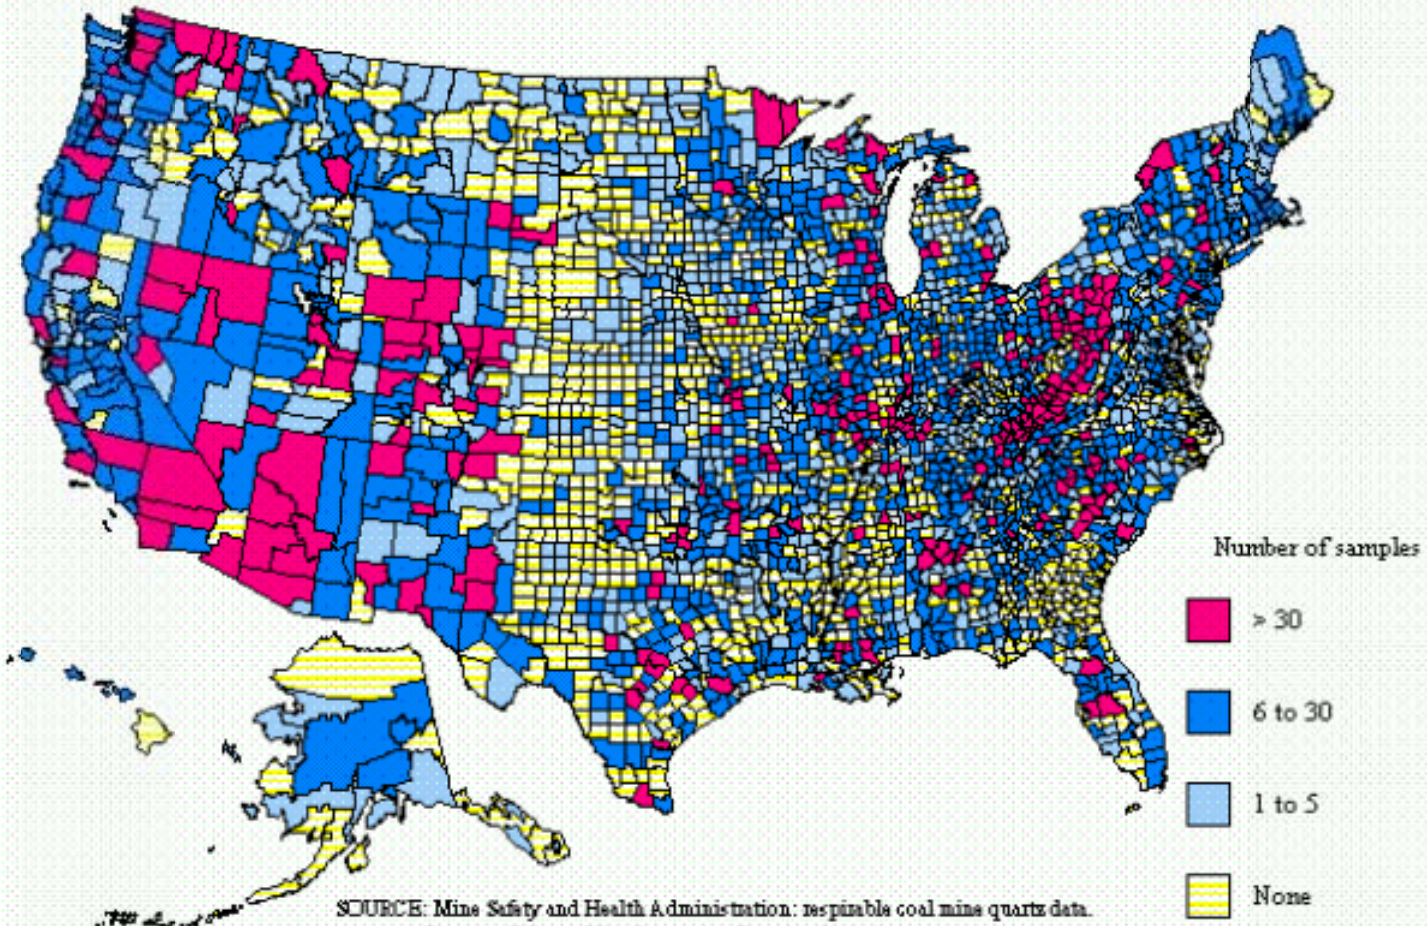 Number of samples
> 30
6 to 30
1 to 5
None
SOURCE: Mine Safety and Health Administration: respirable coal mine quartz data.